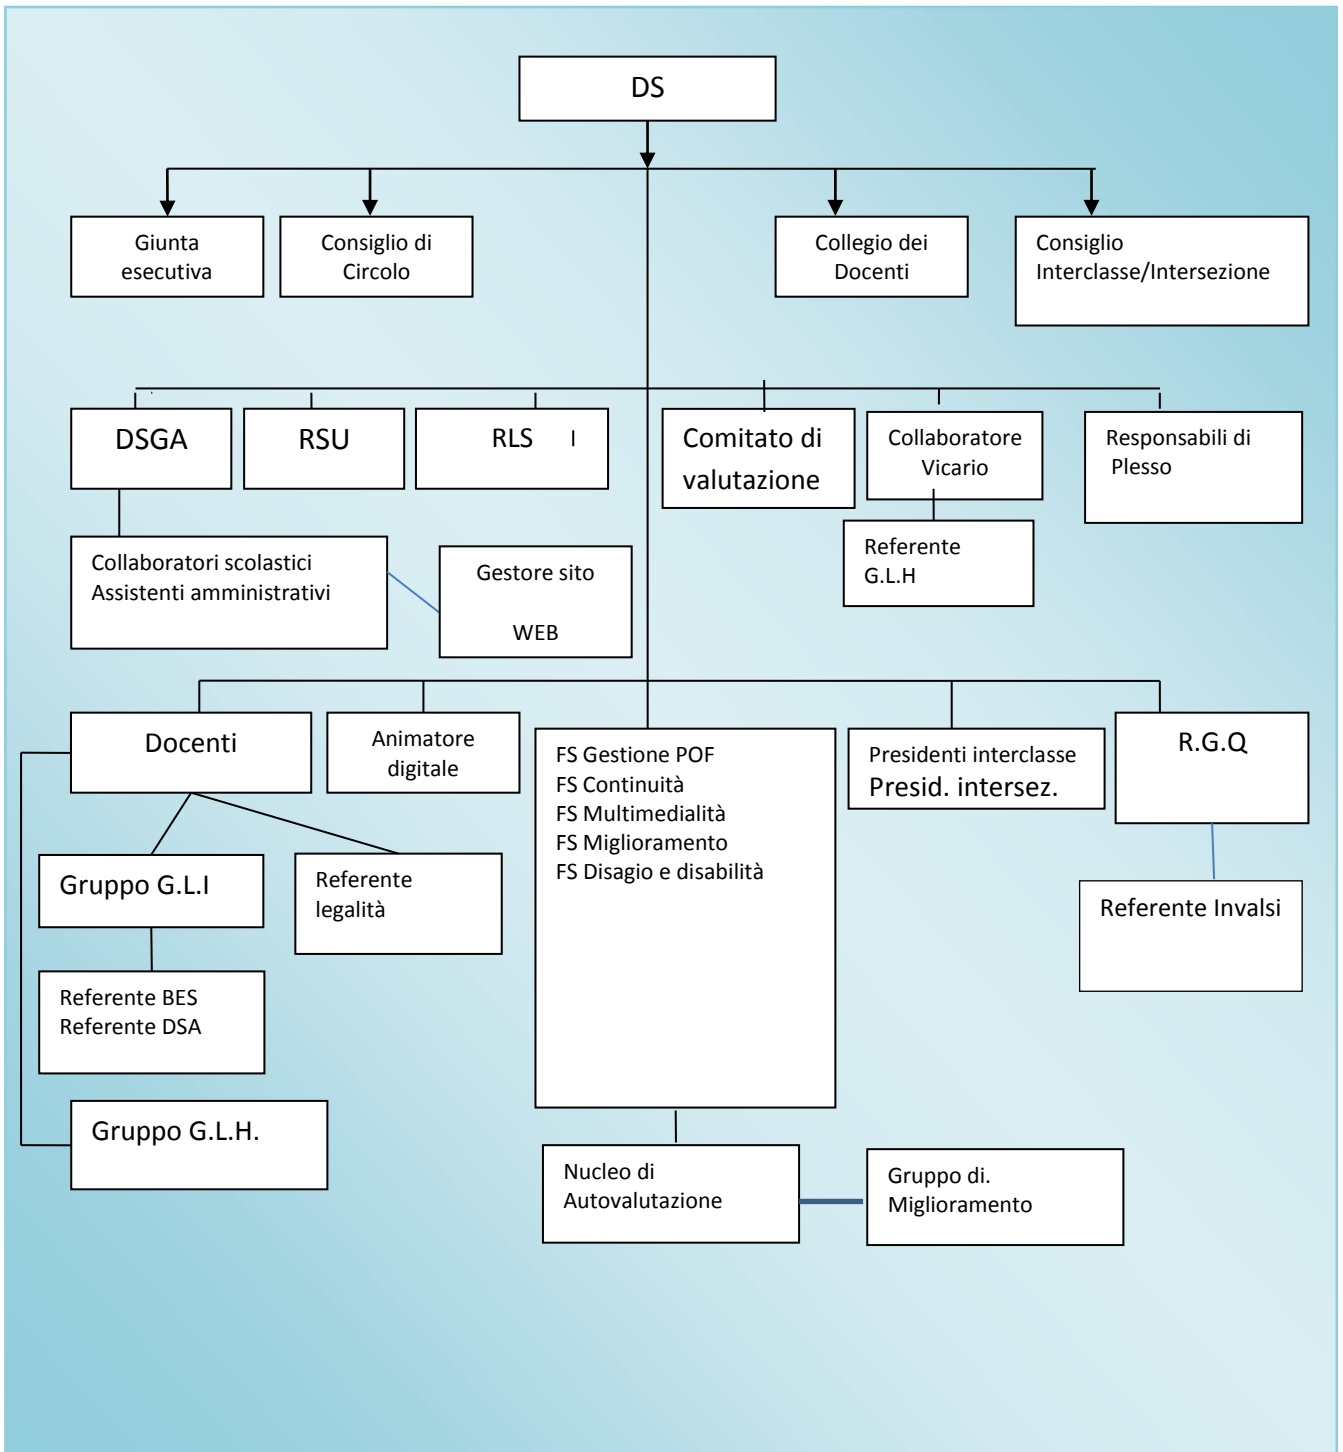 DS
Giunta
esecutiva
Consiglio di
Circolo
Collegio dei
Docenti
Consiglio
Interclasse/Intersezione
DSGA
RSU
RLS I
Comitato di
valutazione
Collaboratore
Vicario
Responsabili di
Plesso
Collaboratori scolastici
Assistenti amministrativi
Gestore sito
WEB
Referente
G.L.H
Docenti
Animatore
digitale
FS Gestione POF
FS Continuità
FS Multimedialità
FS Miglioramento
FS Disagio e disabilità
Presidenti interclasse
Presid. intersez.
R.G.Q
Gruppo G.L.I
Referente
legalità
Referente Invalsi
Referente BES
Referente DSA
Gruppo G.L.H.
Nucleo di
Autovalutazione
Gruppo di.
Miglioramento